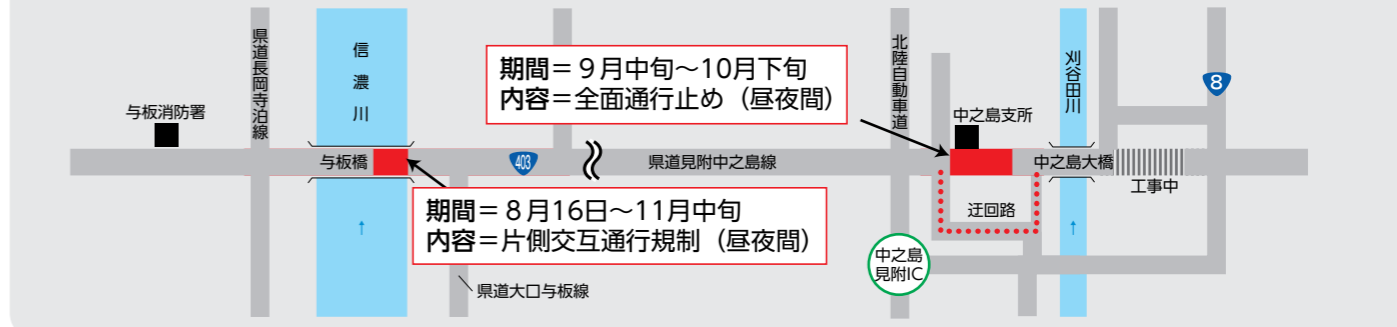 県道長岡寺泊線
信濃川
期間＝９月中旬～10月下旬
内容＝全面通行止め（昼夜間）
北陸自動車道
刈谷田川
8
与板消防署
中之島支所
与板橋
403
県道見附中之島線
中之島大橋
工事中
期間＝８月16日～11月中旬
内容＝片側交互通行規制（昼夜間）
迂回路
↑
↑
中之島
見附IC
県道大口与板線